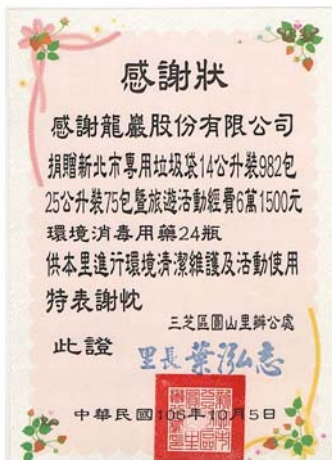 感謝狀
感謝龍巖股份有限公司
捐贈新北市專用垃圾袋14公升裝982包
25公升裝75包暨旅遊活動經費6萬1500元
環境消毒用藥24瓶
供本里進行環境清潔維護及活動使用
特表謝忱
三芝區圓山里辦公處
此證 里長葉泓志
中華民國106年10月5日